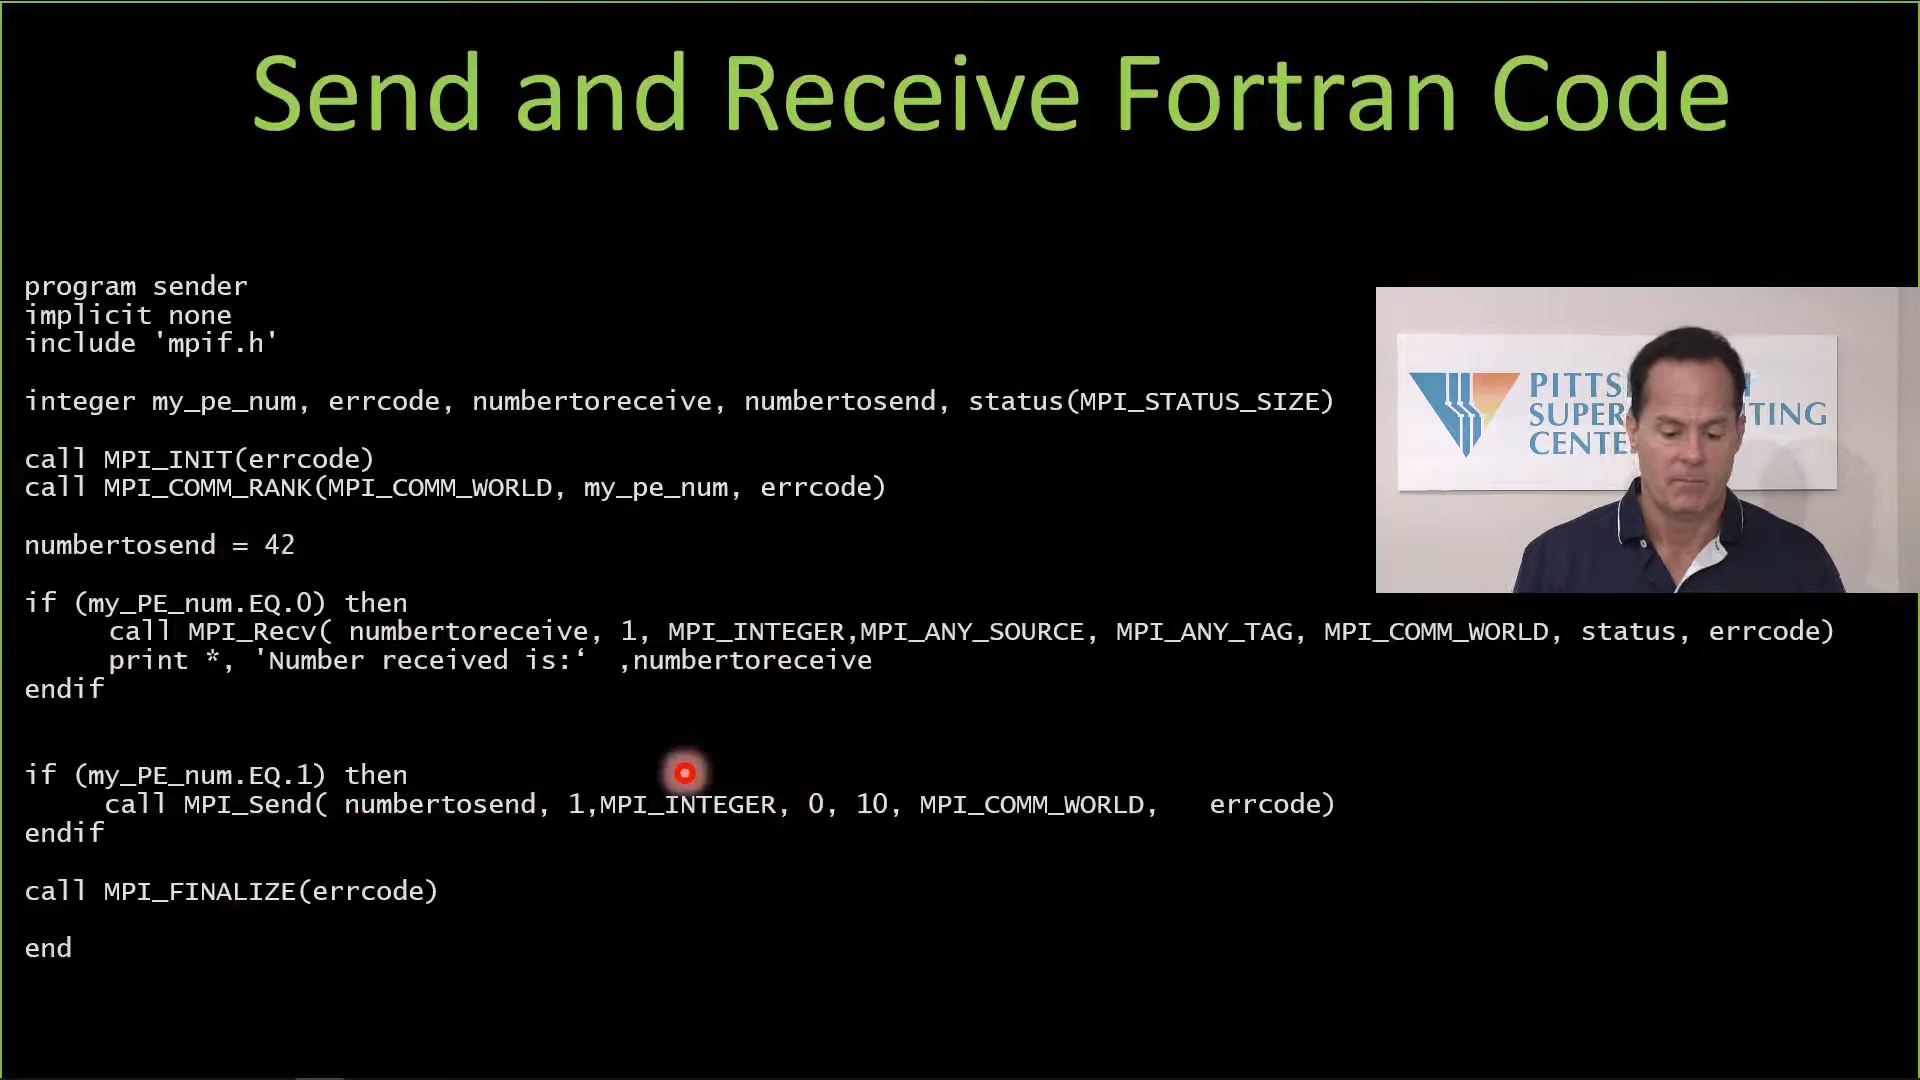 Send and Receive Fortran Code
program sender
implicit none
include 'mpif.h'
integer my_pe_num, errcode, numbertoreceive, numbertosend, status(MPI_STATUS_SIZE)
call MPI_INIT(errcode)
call MPI_COMM_RANK(MPI_COMM_WORLD, my_pe_num, errcode)
numbertosend = 42
if (my_PE_num.EQ.0) then
call MPI_Recv( numbertoreceive, 1, MPI_INTEGER,MPI_ANY_SOURCE, MPI_ANY_TAG, MPI_COMM_WORLD, status, errcode)
print *, 'Number received is:‘ ,numbertoreceive
endif
if (my_PE_num.EQ.1) then
call MPI_Send( numbertosend, 1,MPI_INTEGER, 0, 10, MPI_COMM_WORLD, errcode)
endif
call MPI_FINALIZE(errcode)
end
PITTS
SUPER TING
CENTE